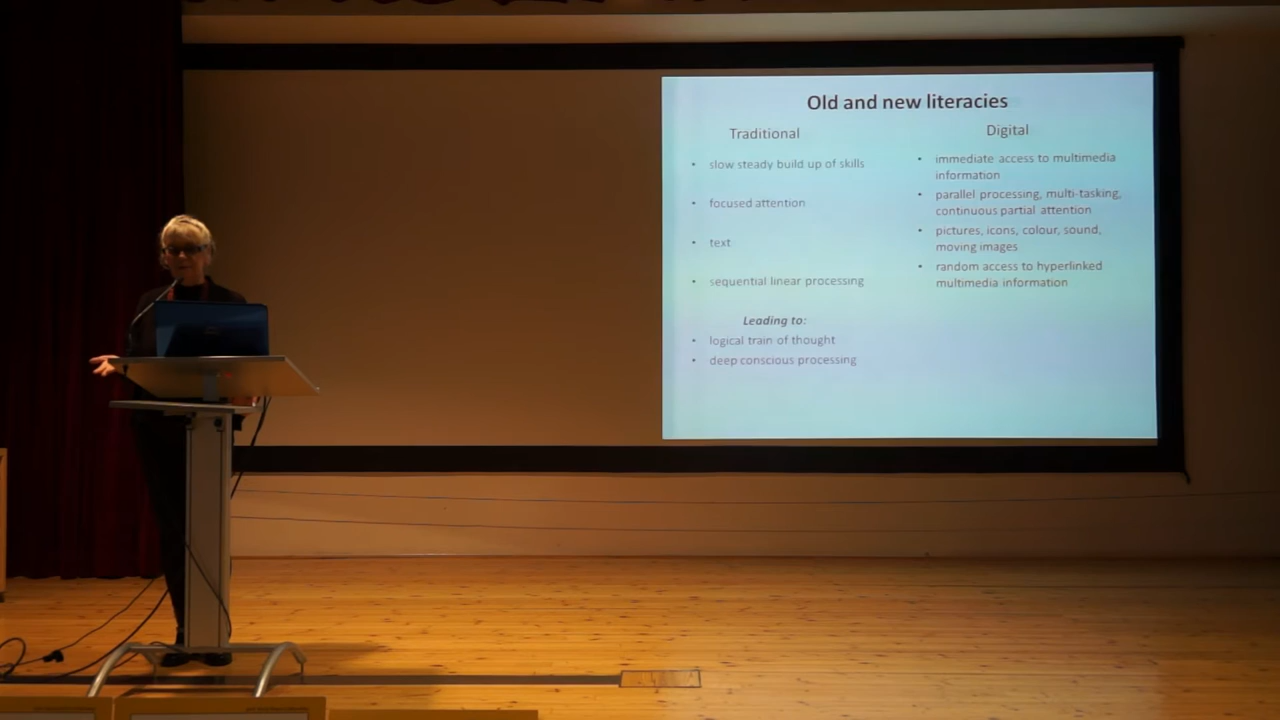 Old and new literacies
Traditional
slow steady build up of skills
focused attention
text
sequential linear processing
Leading to:
logical train of thought
deep conscious processing
Digital
immediate access to multimedia
information
parallel processing, multi-tasking,
continuous partial attention
pictures, icons, colour, sound,
moving images
random access to hyperlinked
multimedia information